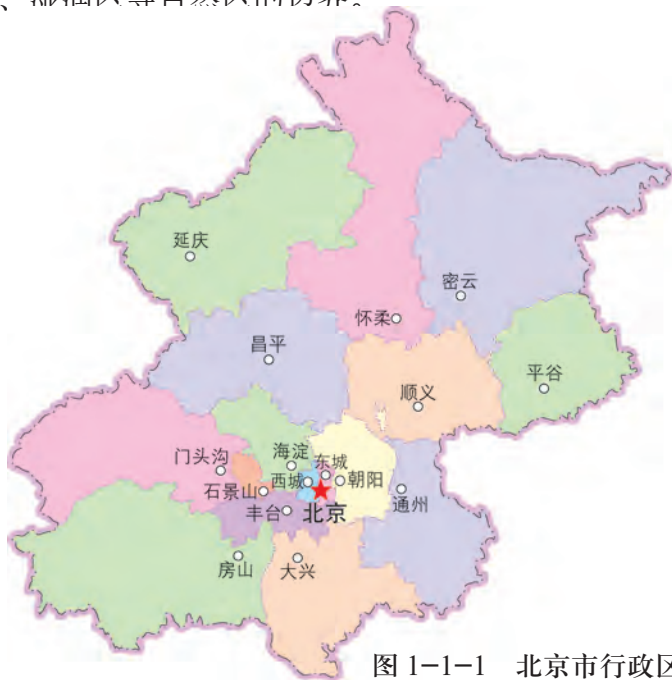 延庆
密云
怀柔
昌平
平谷
顺义
门头沟
海淀
东城
西城
朝阳
石景山
通州
丰台
北京
房山
大兴
图 1-1-1 北京市行政区